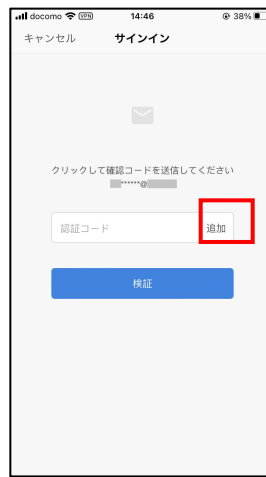 docomo VPN 14:46 38%
キャンセル サインイン
クリックして確認コードを送信してください
******@
認証コード 追加
検証